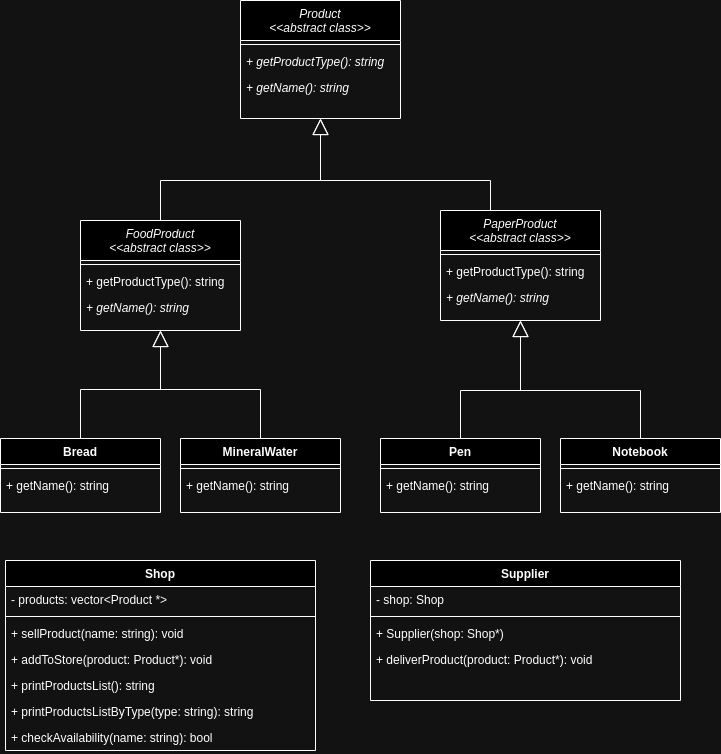 Product
<<abstract class>>
+ getProductType(): string
+ getName(): string
FoodProduct
<<abstract class>>
+ getProductType(): string
+ getName(): string
PaperProduct
<<abstract class>>
+ getProductType(): string
+ getName(): string
Bread
+ getName(): string
MineralWater
+ getName(): string
Pen
+ getName(): string
Notebook
+ getName(): string
Shop
- products: vector<Product *>
+ sellProduct(name: string): void
+ addToStore(product: Product*): void
+ printProductsList(): string
+ printProductsListByType(type: string): string
+ checkAvailability(name: string): bool
Supplier
- shop: Shop
+ Supplier(shop: Shop*)
+ deliverProduct(product: Product*): void